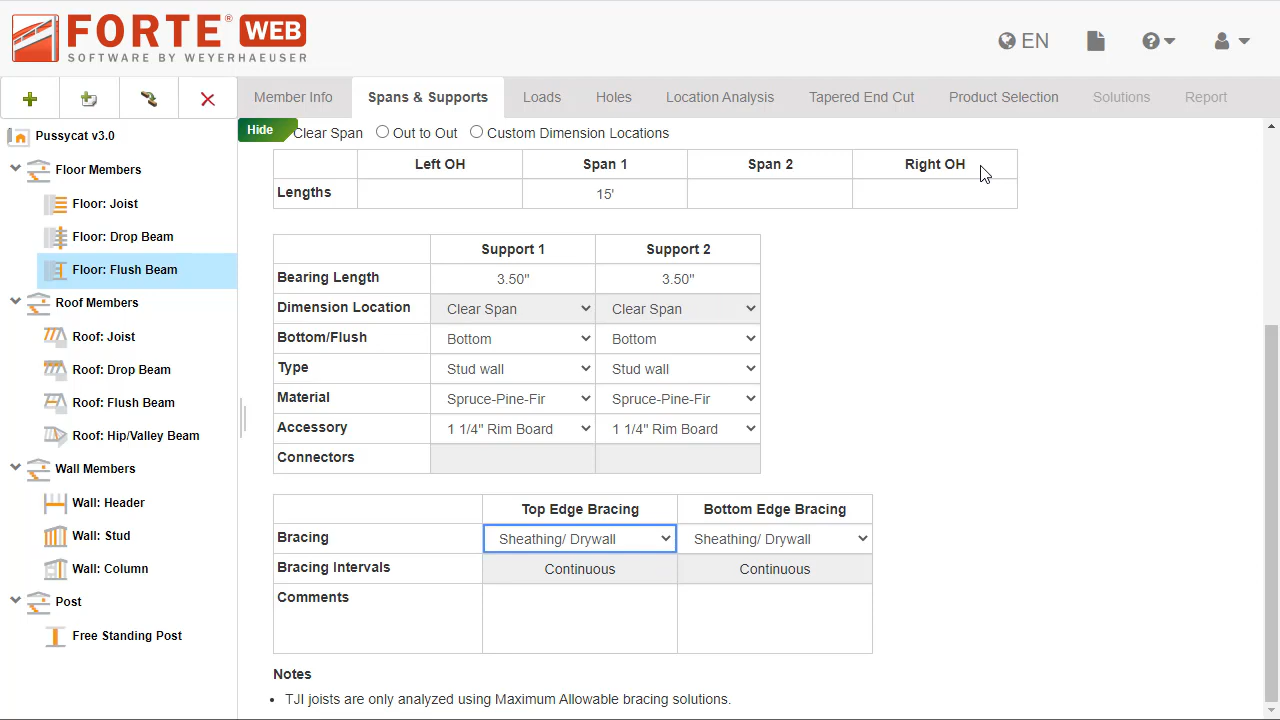 FORTE® WEB
SOFTWARE BY WEYERHAEUSER
EN
Member Info
Spans & Supports
Loads
Holes
Location Analysis
Tapered End Cut
Product Selection
Solutions
Report
Pussycat v3.0
Floor Members
Floor: Joist
Floor: Drop Beam
Floor: Flush Beam
Roof Members
Roof: Joist
Roof: Drop Beam
Roof: Flush Beam
Roof: Hip/Valley Beam
Wall Members
Wall: Header
Wall: Stud
Wall: Column
Post
Free Standing Post
Hide
Clear Span Out to Out Custom Dimension Locations
Left OH Span 1 Span 2 Right OH
Lengths 15'
Support 1 Support 2
Bearing Length 3.50" 3.50"
Dimension Location Clear Span Clear Span
Bottom/Flush Bottom Bottom
Type Stud wall Stud wall
Material Spruce-Pine-Fir Spruce-Pine-Fir
Accessory 1 1/4" Rim Board 1 1/4" Rim Board
Connectors
Top Edge Bracing Bottom Edge Bracing
Bracing Sheathing/ Drywall Sheathing/ Drywall
Bracing Intervals Continuous Continuous
Comments
Notes
• TJI joists are only analyzed using Maximum Allowable bracing solutions.